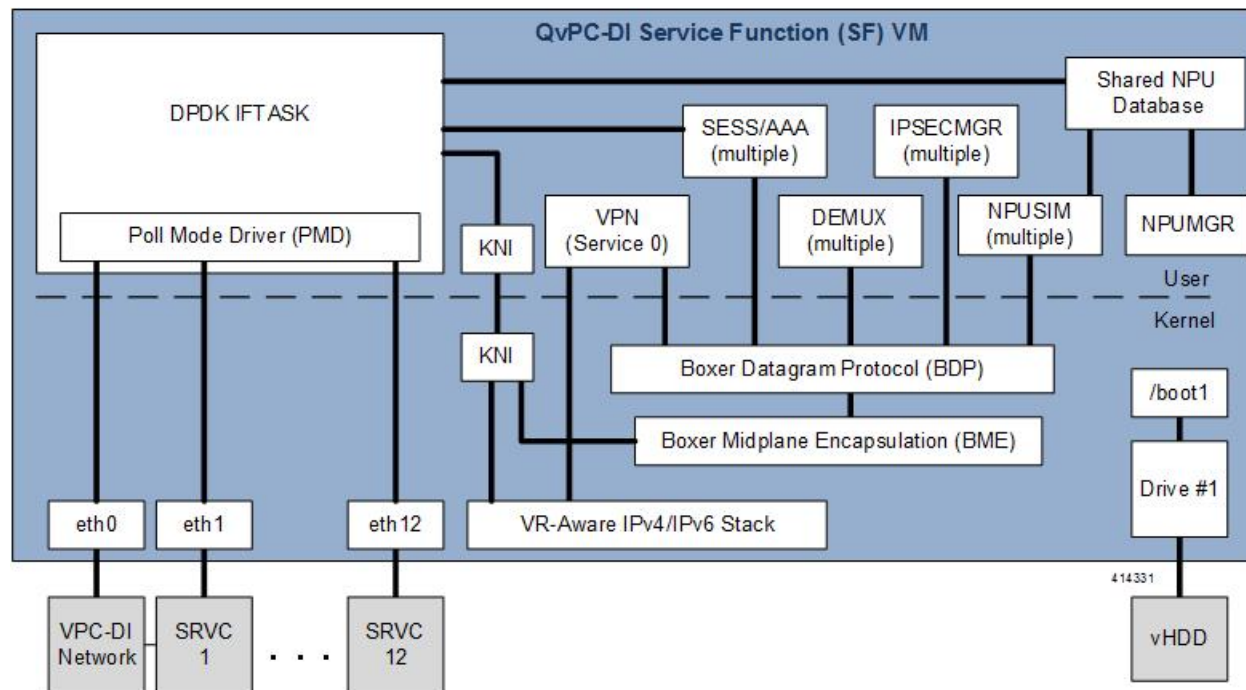 QvPC-DI Service Function (SF) VM
DPDK IFTASK
Poll Mode Driver (PMD)
Shared NPU
Database
SESS/AAA
(multiple)
IPSECMGR
(multiple)
VPN
(Service 0)
DEMUX
(multiple)
NPUSIM
(multiple)
NPUMGR
KNI
User
Kernel
KNI
Boxer Datagram Protocol (BDP)
/boot1
Boxer Midplane Encapsulation (BME)
Drive #1
eth0
eth1
eth12
VR-Aware IPv4/IPv6 Stack
414331
VPC-DI
Network
SRVC
1
. . .
SRVC
12
vHDD